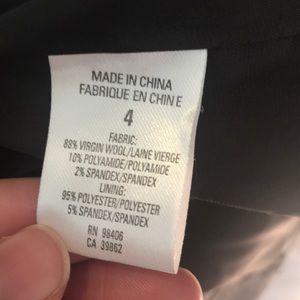 MADE IN CHINA
FABRIQUE EN CHINE
4
FABRIC:
88% VIRGIN WOOL/LAINE VIERGE
10% POLYAMIDE/POLYAMIDE
2% SPANDEX/SPANDEX
LINING:
95% POLYESTER/POLYESTER
5% SPANDEX/SPANDEX
RN 98406
CA 39862